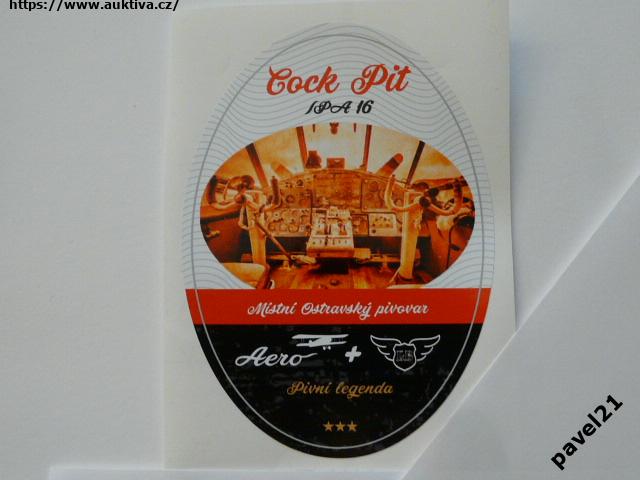 https://www.auktiva.cz/
Cock Pit
IPA 16
Místní Ostravský pivovar
Aero +
Pivní legenda
pavel21